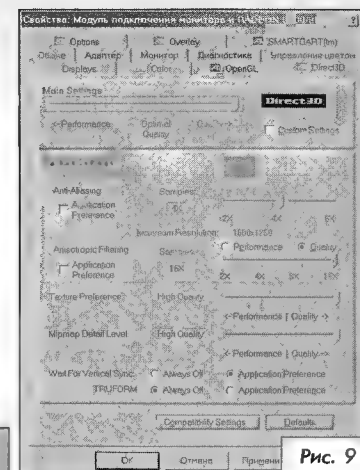 Свойства: Модуль подключения монитора и RADEON
Options Overlay SMARTGART(tm)
Общие Адаптер Монитор Диагностика Управление цветом
Displays Color OpenGL Direct3D
Main Settings
Direct3D
<-Performance Optimal Quality Quality->
Custom Settings
Anti-Aliasing Samples:
Application Preference
2X 4X 6X
Maximum Resolution:
Performance Quality
Anisotropic Filtering Samples:
Application Preference 16X
2X 4X 8X 16X
Texture Preference High Quality
<-Performance | Quality->
Mipmap Detail Level High Quality
<-Performance | Quality->
Wait For Vertical Sync: Always Off Application Preference
TRUFORM Always Off Application Preference
Compatibility Settings Defaults
OK Отмена
Рис. 9